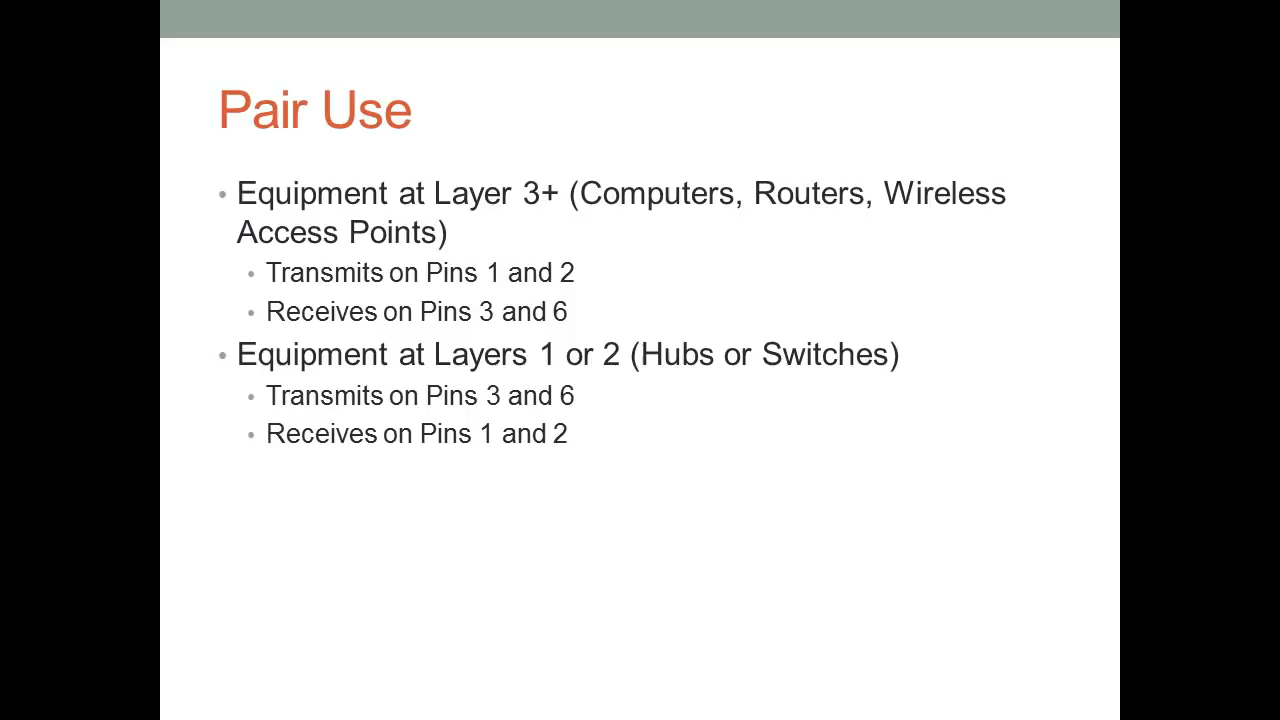 Pair Use
• Equipment at Layer 3+ (Computers, Routers, Wireless
Access Points)
• Transmits on Pins 1 and 2
• Receives on Pins 3 and 6
• Equipment at Layers 1 or 2 (Hubs or Switches)
• Transmits on Pins 3 and 6
• Receives on Pins 1 and 2